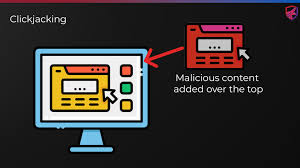 Clickjacking
Malicious content
added over the top